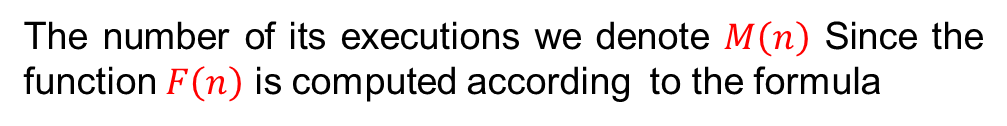 The number of its executions we denote M(n) Since the
function F(n) is computed according to the formula